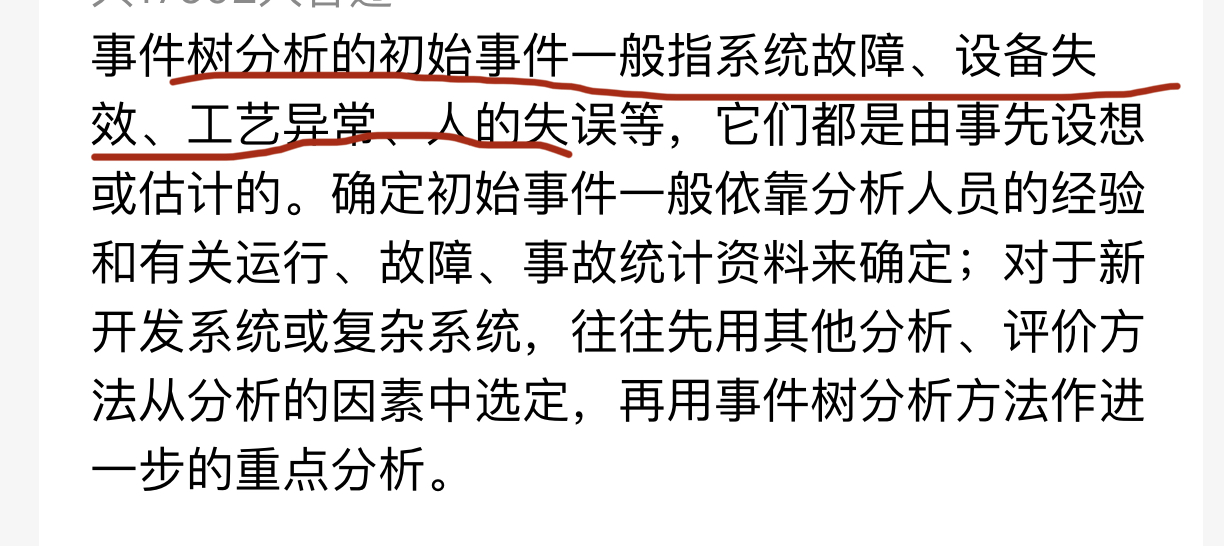 事件树分析的初始事件一般指系统故障、设备失
效、工艺异常、人的失误等，它们都是由事先设想
或估计的。确定初始事件一般依靠分析人员的经验
和有关运行、故障、事故统计资料来确定；对于新
开发系统或复杂系统，往往先用其他分析、评价方
法从分析的因素中选定，再用事件树分析方法作进
一步的重点分析。